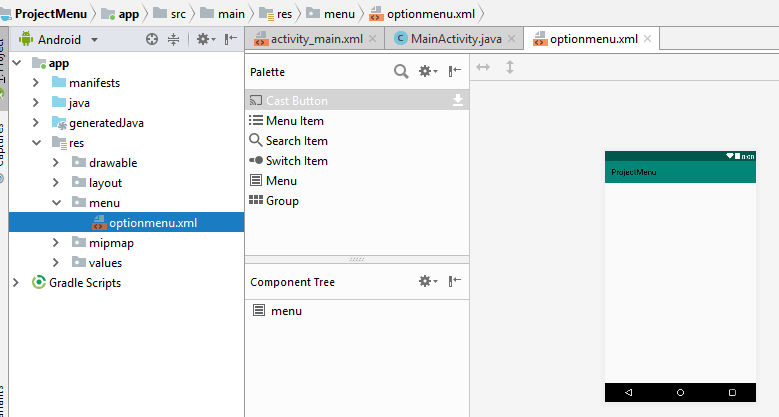 ProjectMenu app src main res menu optionmenu.xml
Android
activity_main.xml MainActivity.java optionmenu.xml
app
manifests
java
generatedJava
res
drawable
layout
menu
optionmenu.xml
mipmap
values
Gradle Scripts
Project
Captures
Palette
Cast Button
Menu Item
Search Item
Switch Item
Menu
Group
Component Tree
menu
ProjectMenu